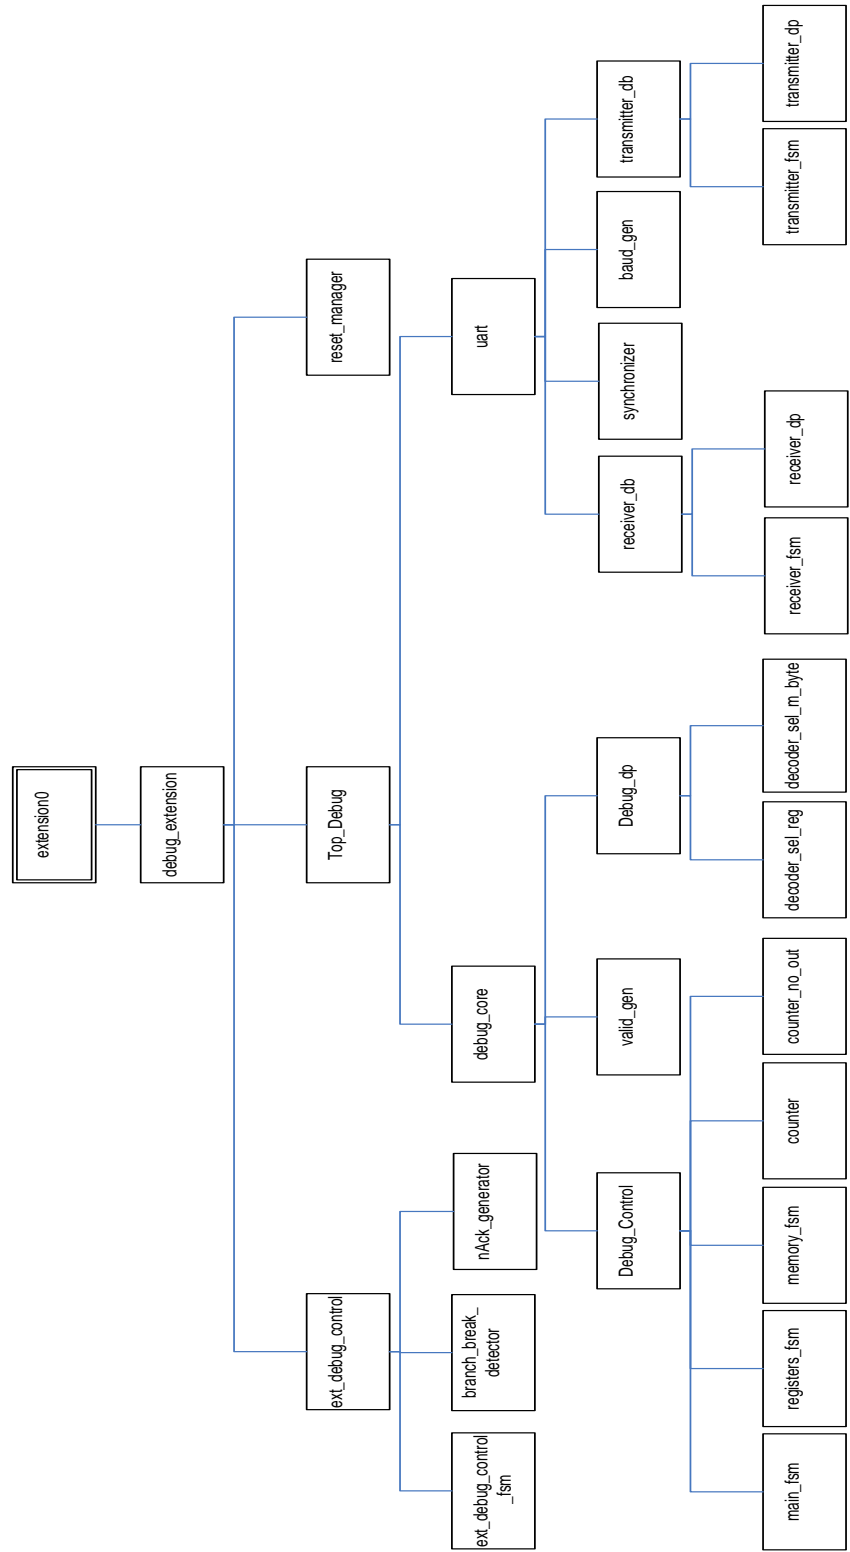 extension0
debug_extension
ext_debug_control
Top_Debug
reset_manager
ext_debug_control
_fsm
branch_break_
detector
nAck_generator
debug_core
uart
Debug_Control
valid_gen
Debug_dp
receiver_db
synchronizer
baud_gen
transmitter_db
main_fsm
registers_fsm
memory_fsm
counter
counter_no_out
decoder_sel_reg
decoder_sel_m_byte
receiver_fsm
receiver_dp
transmitter_fsm
transmitter_dp